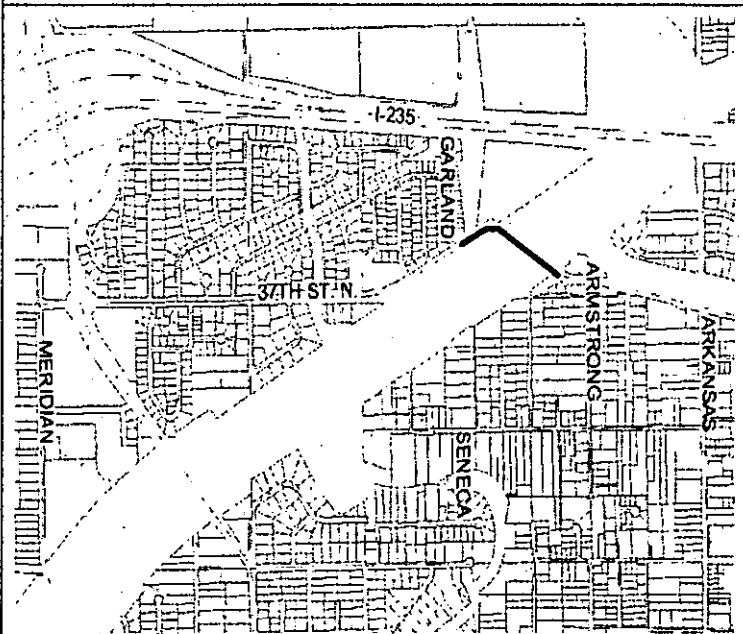 I-235
GARLAND
37TH ST. N.
ARMSTRONG
ARKANSAS
MERIDIAN
SENECA